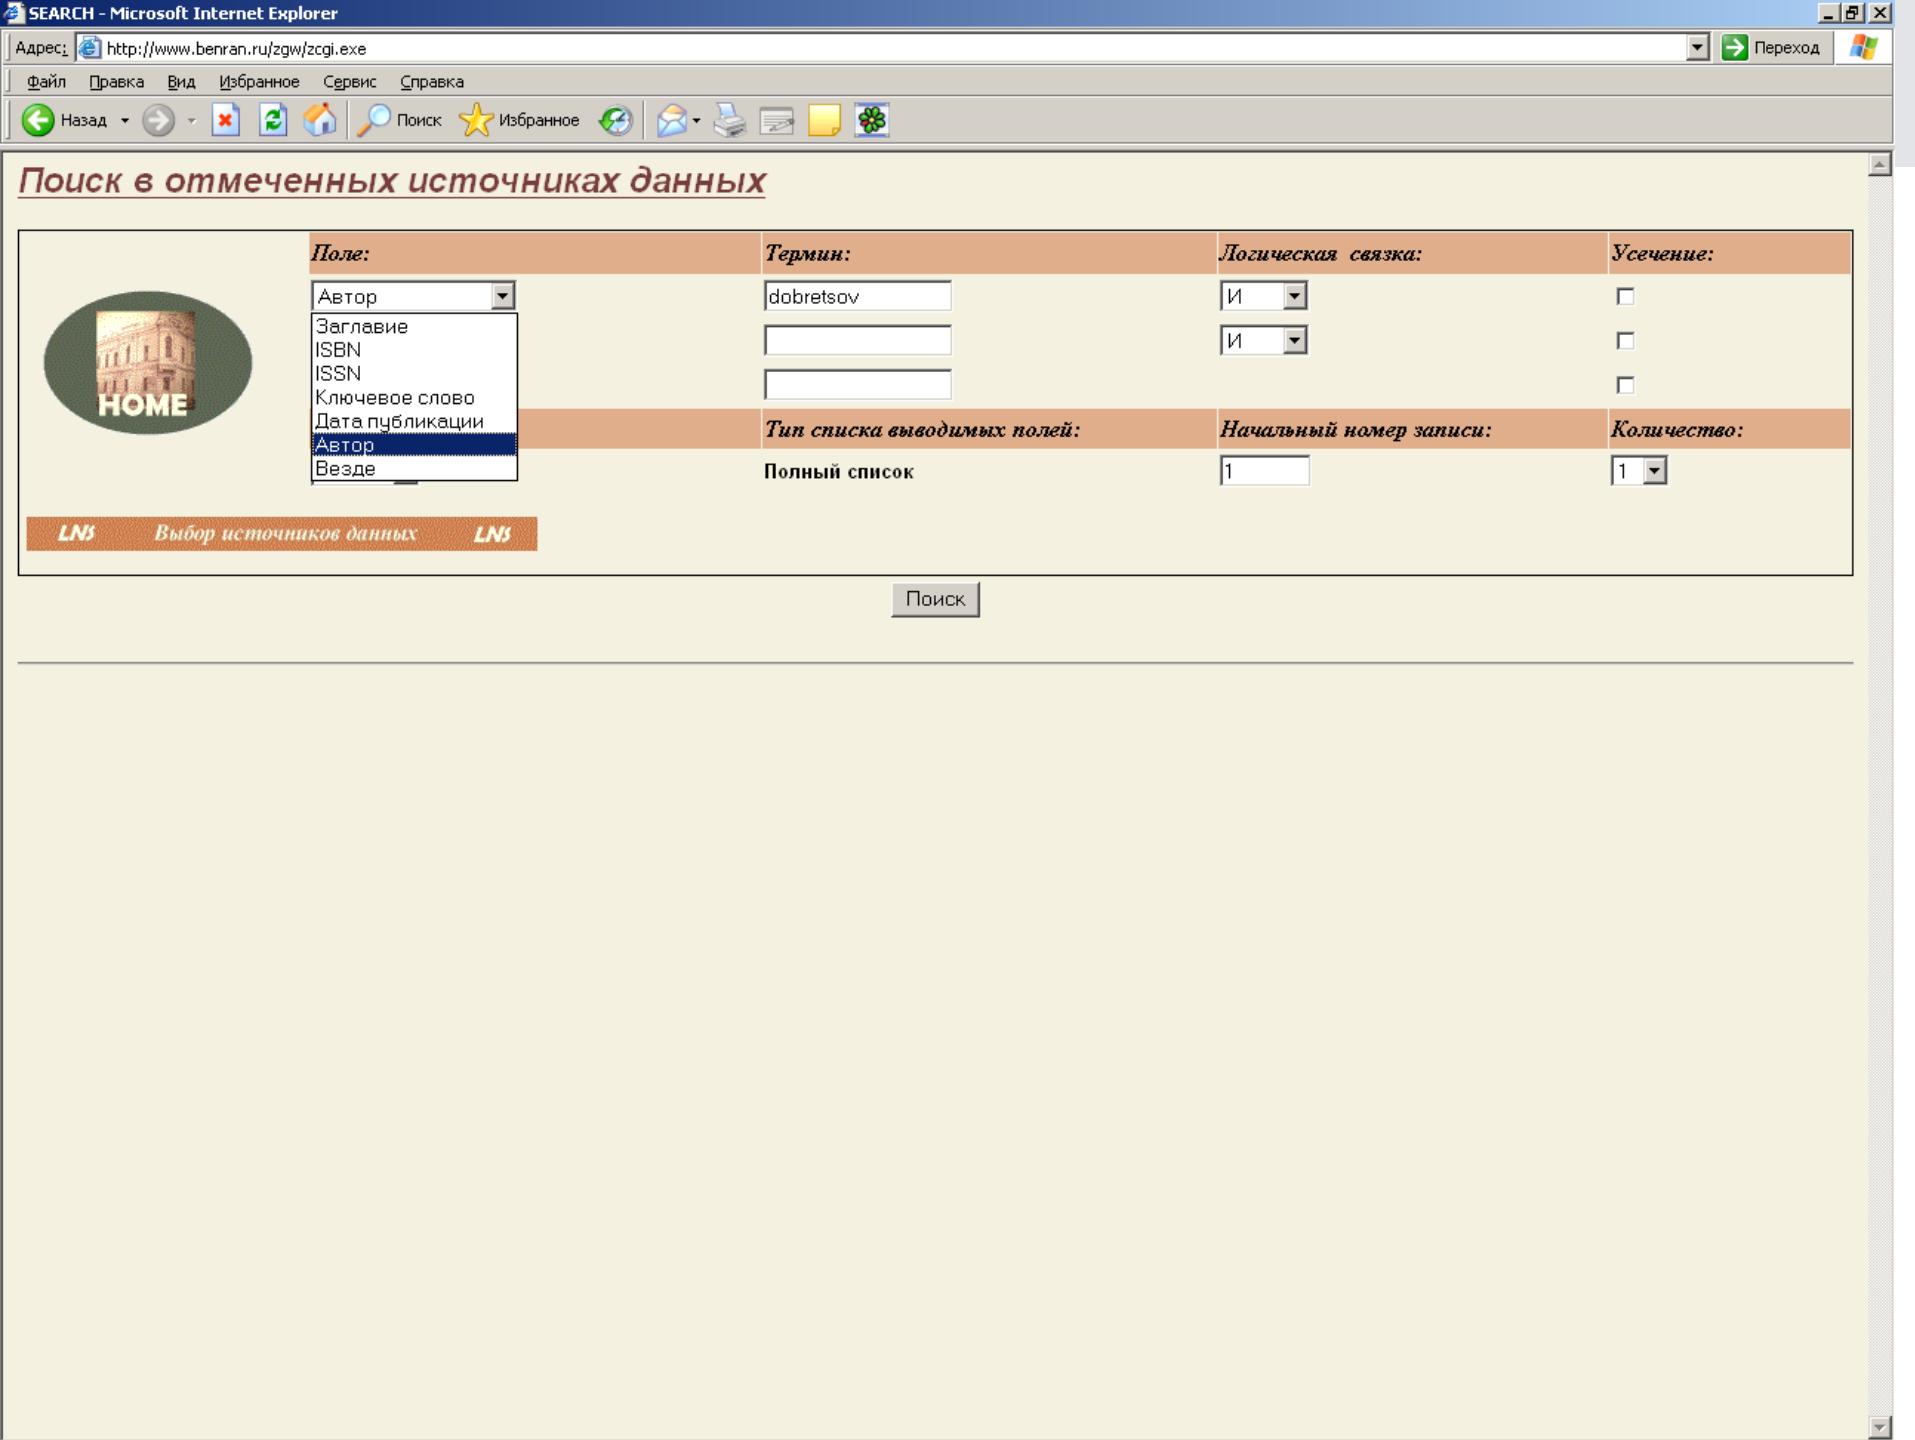 SEARCH - Microsoft Internet Explorer
Адрес: http://www.benran.ru/zgw/zcgi.exe Переход
Файл Правка Вид Избранное Сервис Справка
Назад Поиск Избранное
Поиск в отмеченных источниках данных
Поле: Термин: Логическая связка: Усечение:
Автор dobretsov И
Заглавие
ISBN И
ISSN
Ключевое слово
Дата публикации
Автор
Везде
Тип списка выводимых полей: Начальный номер записи: Количество:
Полный список 1 1
HOME
LNS Выбор источников данных LNS
Поиск